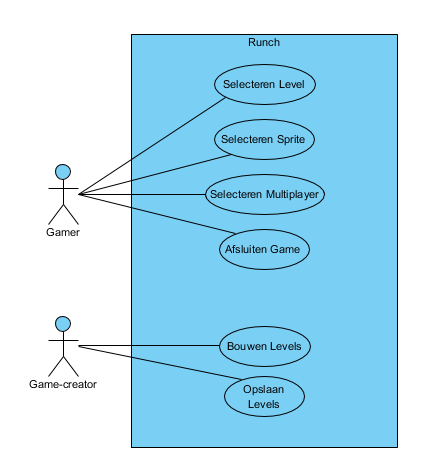 Runch
Selecteren Level
Selecteren Sprite
Selecteren Multiplayer
Gamer
Afsluiten Game
Bouwen Levels
Game-creator
Opslaan
Levels